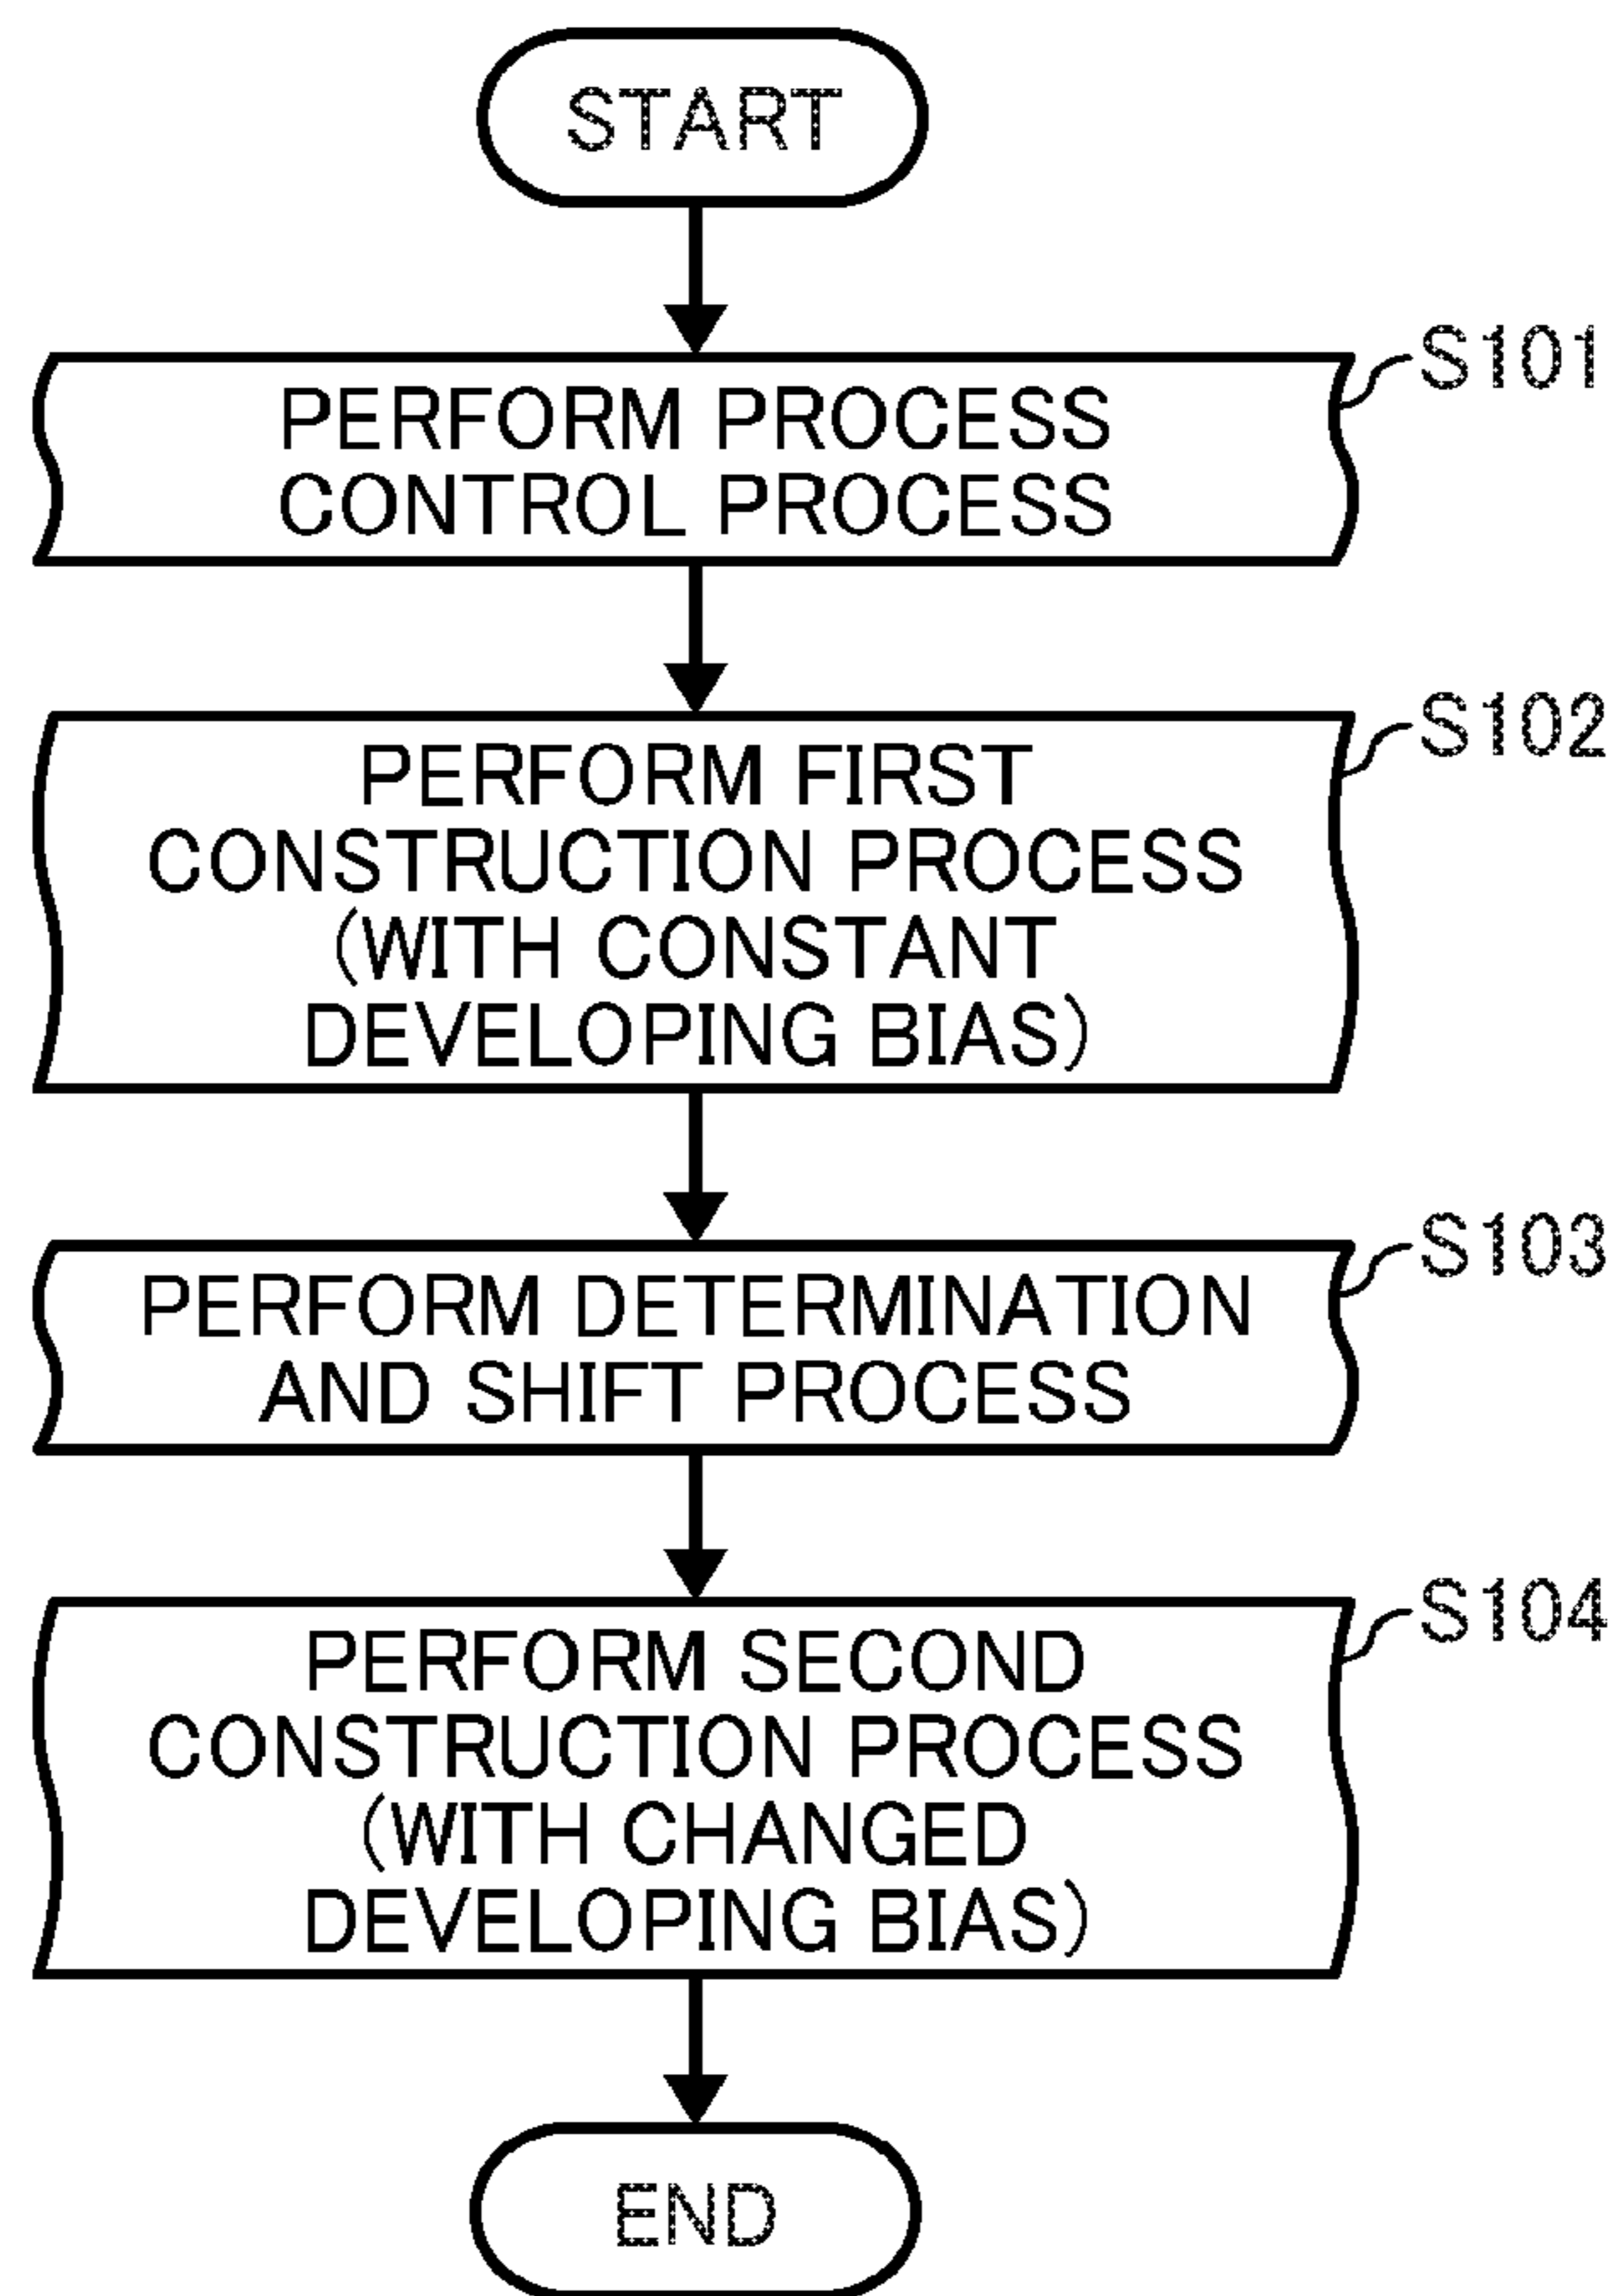 START
S101
PERFORM PROCESS
CONTROL PROCESS
S102
PERFORM FIRST
CONSTRUCTION PROCESS
(WITH CONSTANT
DEVELOPING BIAS)
S103
PERFORM DETERMINATION
AND SHIFT PROCESS
S104
PERFORM SECOND
CONSTRUCTION PROCESS
(WITH CHANGED
DEVELOPING BIAS)
END